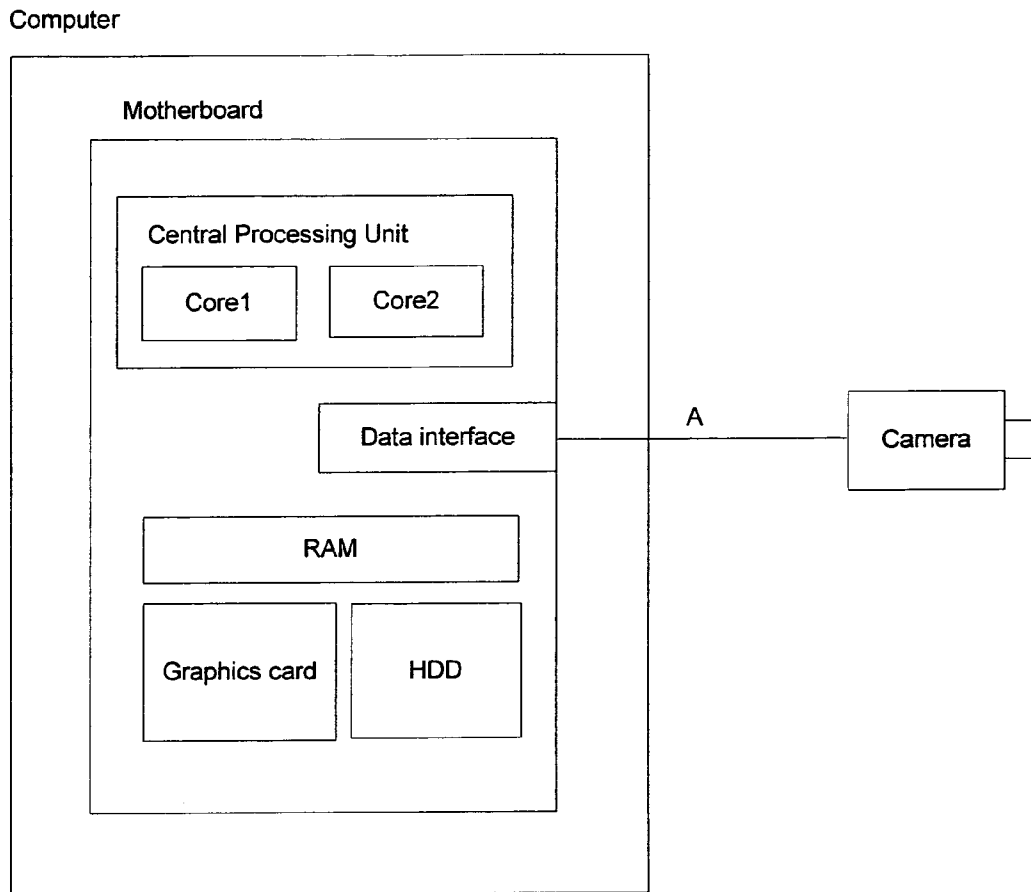 Computer
Motherboard
Central Processing Unit
Core1
Core2
Data interface
A
Camera
RAM
Graphics card
HDD